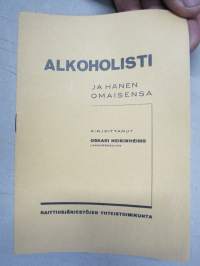 ALKOHOLISTI
JA HÄNEN
OMAISENSA
KIRJOITTANUT
OSKARI HEIKINHEIMO
RAITTIUSJÄRJESTÖJEN YHTEISTOIMIKUNTA